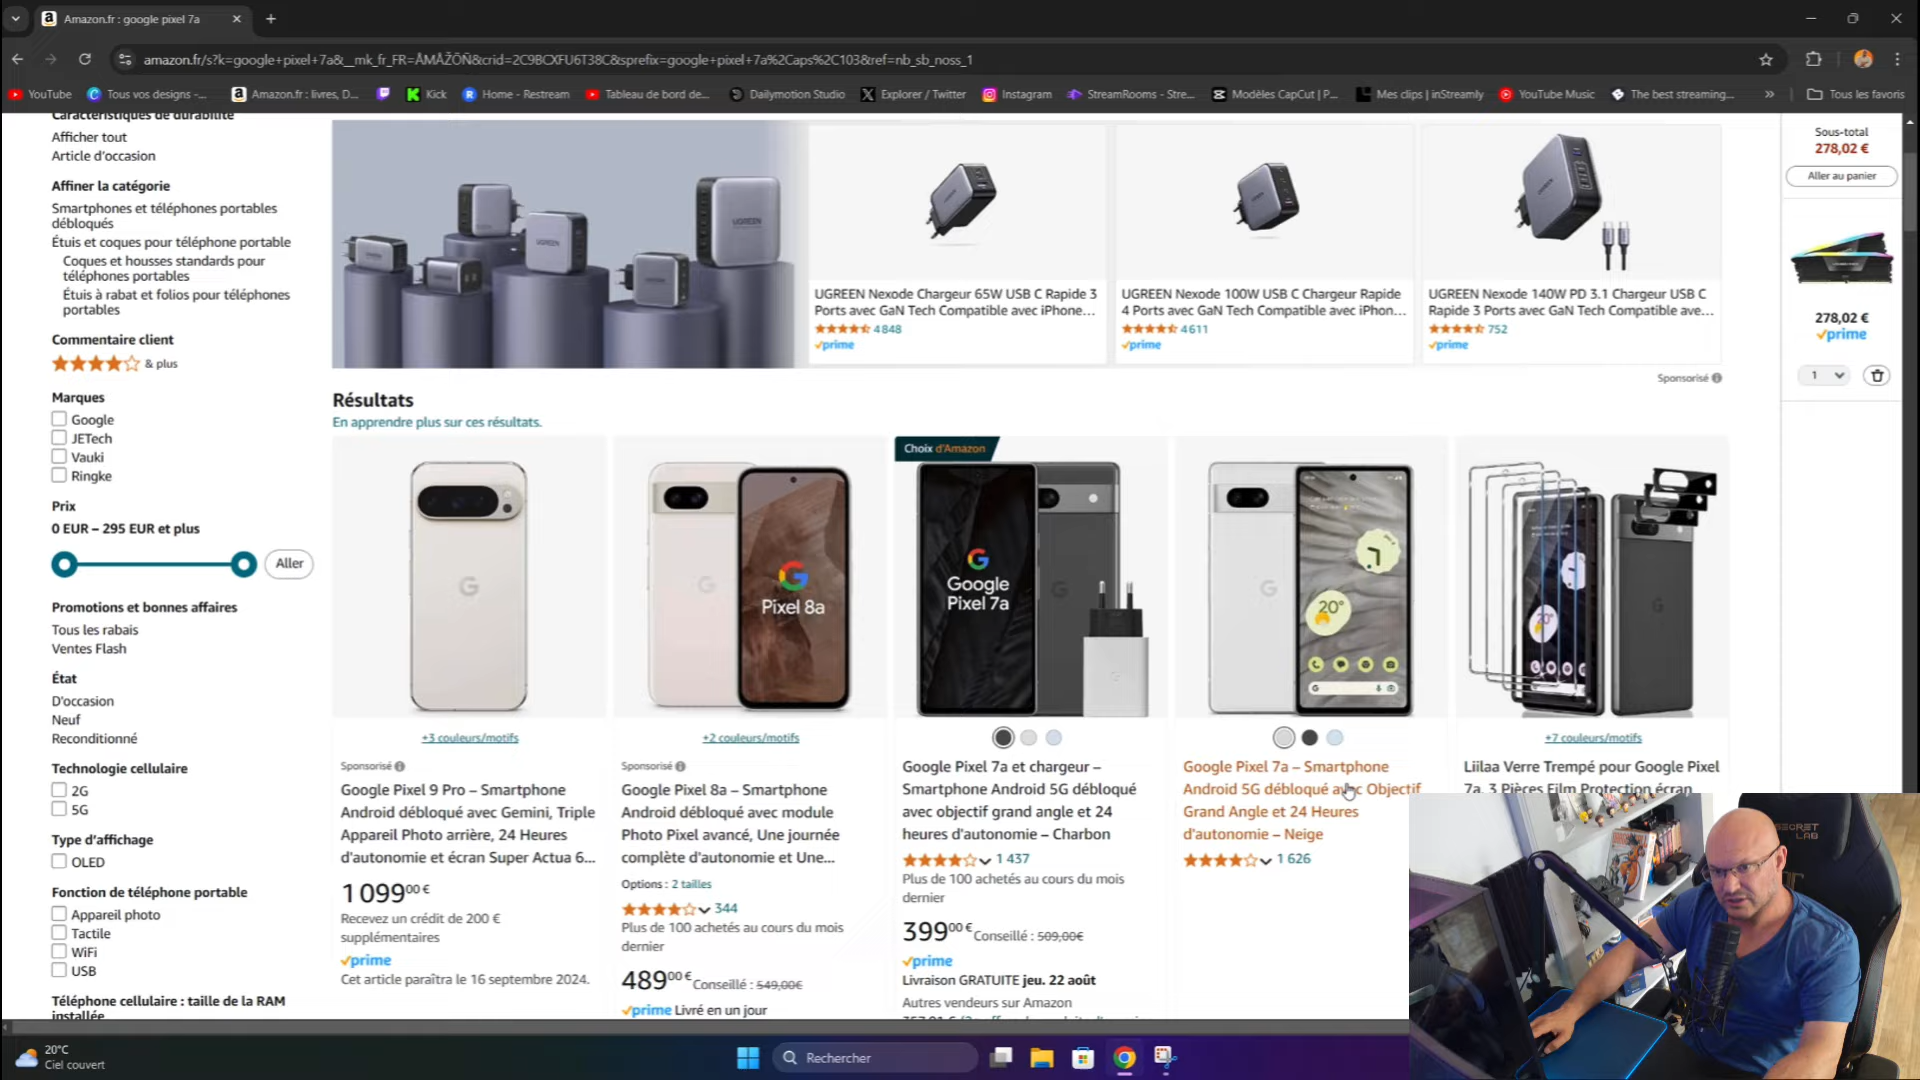 Amazon.fr : google pixel 7a
amazon.fr/s?k=google+pixel+7a&__mk_fr_FR=ÅMÅŽÕÑ&crid=2C9BCXFU6T38C&sprefix=google+pixel+7a%2Caps%2C103&ref=nb_sb_noss_1
YouTube
Tous vos designs -...
Amazon.fr : livres, D...
Kick
Home - Restream
Tableau de bord de...
Dailymotion Studio
Explorer / Twitter
Instagram
StreamRooms - Stre...
Modèles CapCut | P...
Mes clips | inStreamly
YouTube Music
The best streaming...
Tous les favoris
Caractéristiques de durabilité
Afficher tout
Article d'occasion
Affiner la catégorie
Smartphones et téléphones portables
débloqués
Étuis et coques pour téléphone portable
Coques et housses standards pour
téléphones portables
Étuis à rabat et folios pour téléphones
portables
Commentaire client
& plus
Marques
Google
JETech
Vauki
Ringke
Prix
0 EUR – 295 EUR et plus
Aller
Promotions et bonnes affaires
Tous les rabais
Ventes Flash
État
D'occasion
Neuf
Reconditionné
Technologie cellulaire
2G
5G
Type d'affichage
OLED
Fonction de téléphone portable
Appareil photo
Tactile
WiFi
USB
Téléphone cellulaire : taille de la RAM
installée
UGREEN
UGREEN Nexode Chargeur 65W USB C Rapide 3
Ports avec GaN Tech Compatible avec iPhone...
4 848
prime
UGREEN Nexode 100W USB C Chargeur Rapide
4 Ports avec GaN Tech Compatible avec iPhon...
4 611
prime
UGREEN Nexode 140W PD 3.1 Chargeur USB C
Rapide 3 Ports avec GaN Tech Compatible ave...
752
prime
Sponsorisé
Résultats
En apprendre plus sur ces résultats.
+3 couleurs/motifs
Sponsorisé
Google Pixel 9 Pro – Smartphone
Android débloqué avec Gemini, Triple
Appareil Photo arrière, 24 Heures
d'autonomie et écran Super Actua 6...
1 099,00 €
Recevez un crédit de 200 €
supplémentaires
prime
Cet article paraîtra le 16 septembre 2024.
Pixel 8a
+2 couleurs/motifs
Sponsorisé
Google Pixel 8a – Smartphone
Android débloqué avec module
Photo Pixel avancé, Une journée
complète d'autonomie et Une...
Options : 2 tailles
344
Plus de 100 achetés au cours du mois
dernier
489,00 € Conseillé : 549,00€
prime Livré en un jour
Choix d'Amazon
Google
Pixel 7a
Google Pixel 7a et chargeur –
Smartphone Android 5G débloqué
avec objectif grand angle et 24
heures d'autonomie – Charbon
1 437
Plus de 100 achetés au cours du mois
dernier
399,00 € Conseillé : 509,00€
prime
Livraison GRATUITE jeu. 22 août
Autres vendeurs sur Amazon
20°
Google Pixel 7a – Smartphone
Android 5G débloqué avec Objectif
Grand Angle et 24 Heures
d'autonomie – Neige
1 626
+7 couleurs/motifs
Liilaa Verre Trempé pour Google Pixel
7a, 3 Pièces Film Protection écran
Sous-total
278,02 €
Aller au panier
278,02 €
prime
1
SECRET
LAB
20°C
Ciel couvert
Rechercher